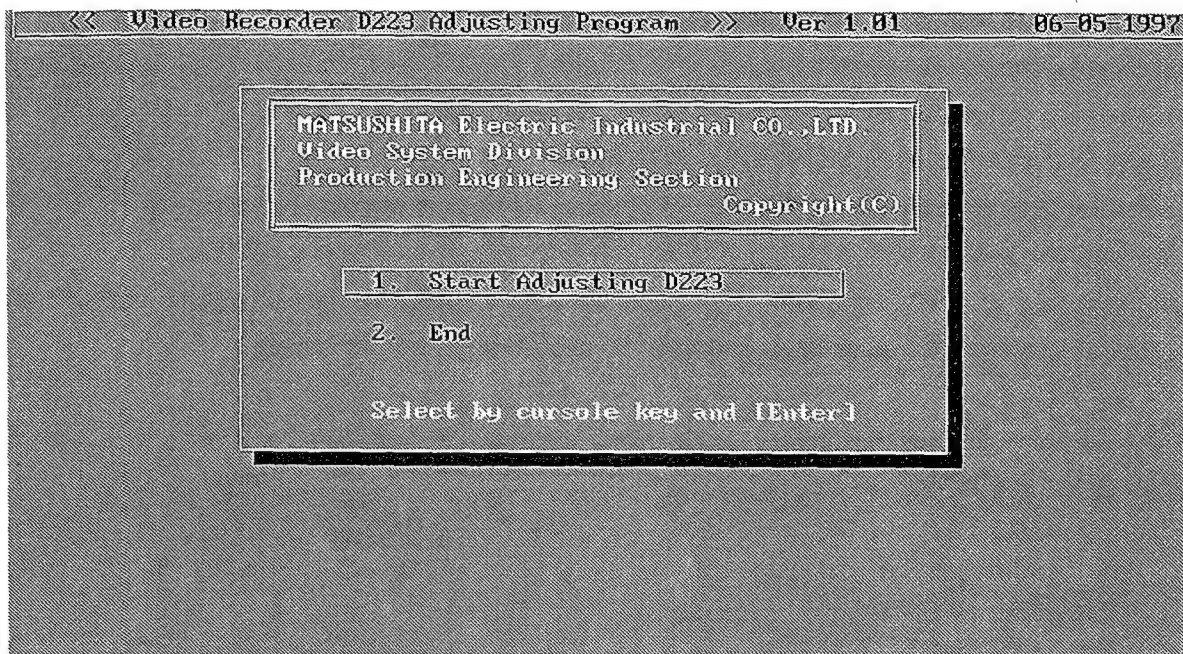 << Video Recorder D223 Adjusting Program >> Ver 1.01 06-05-1997
MATSUSHITA Electric Industrial CO.,LTD.
Video System Division
Production Engineering Section
Copyright(C)
1. Start Adjusting D223
2. End
Select by cursole key and [Enter]